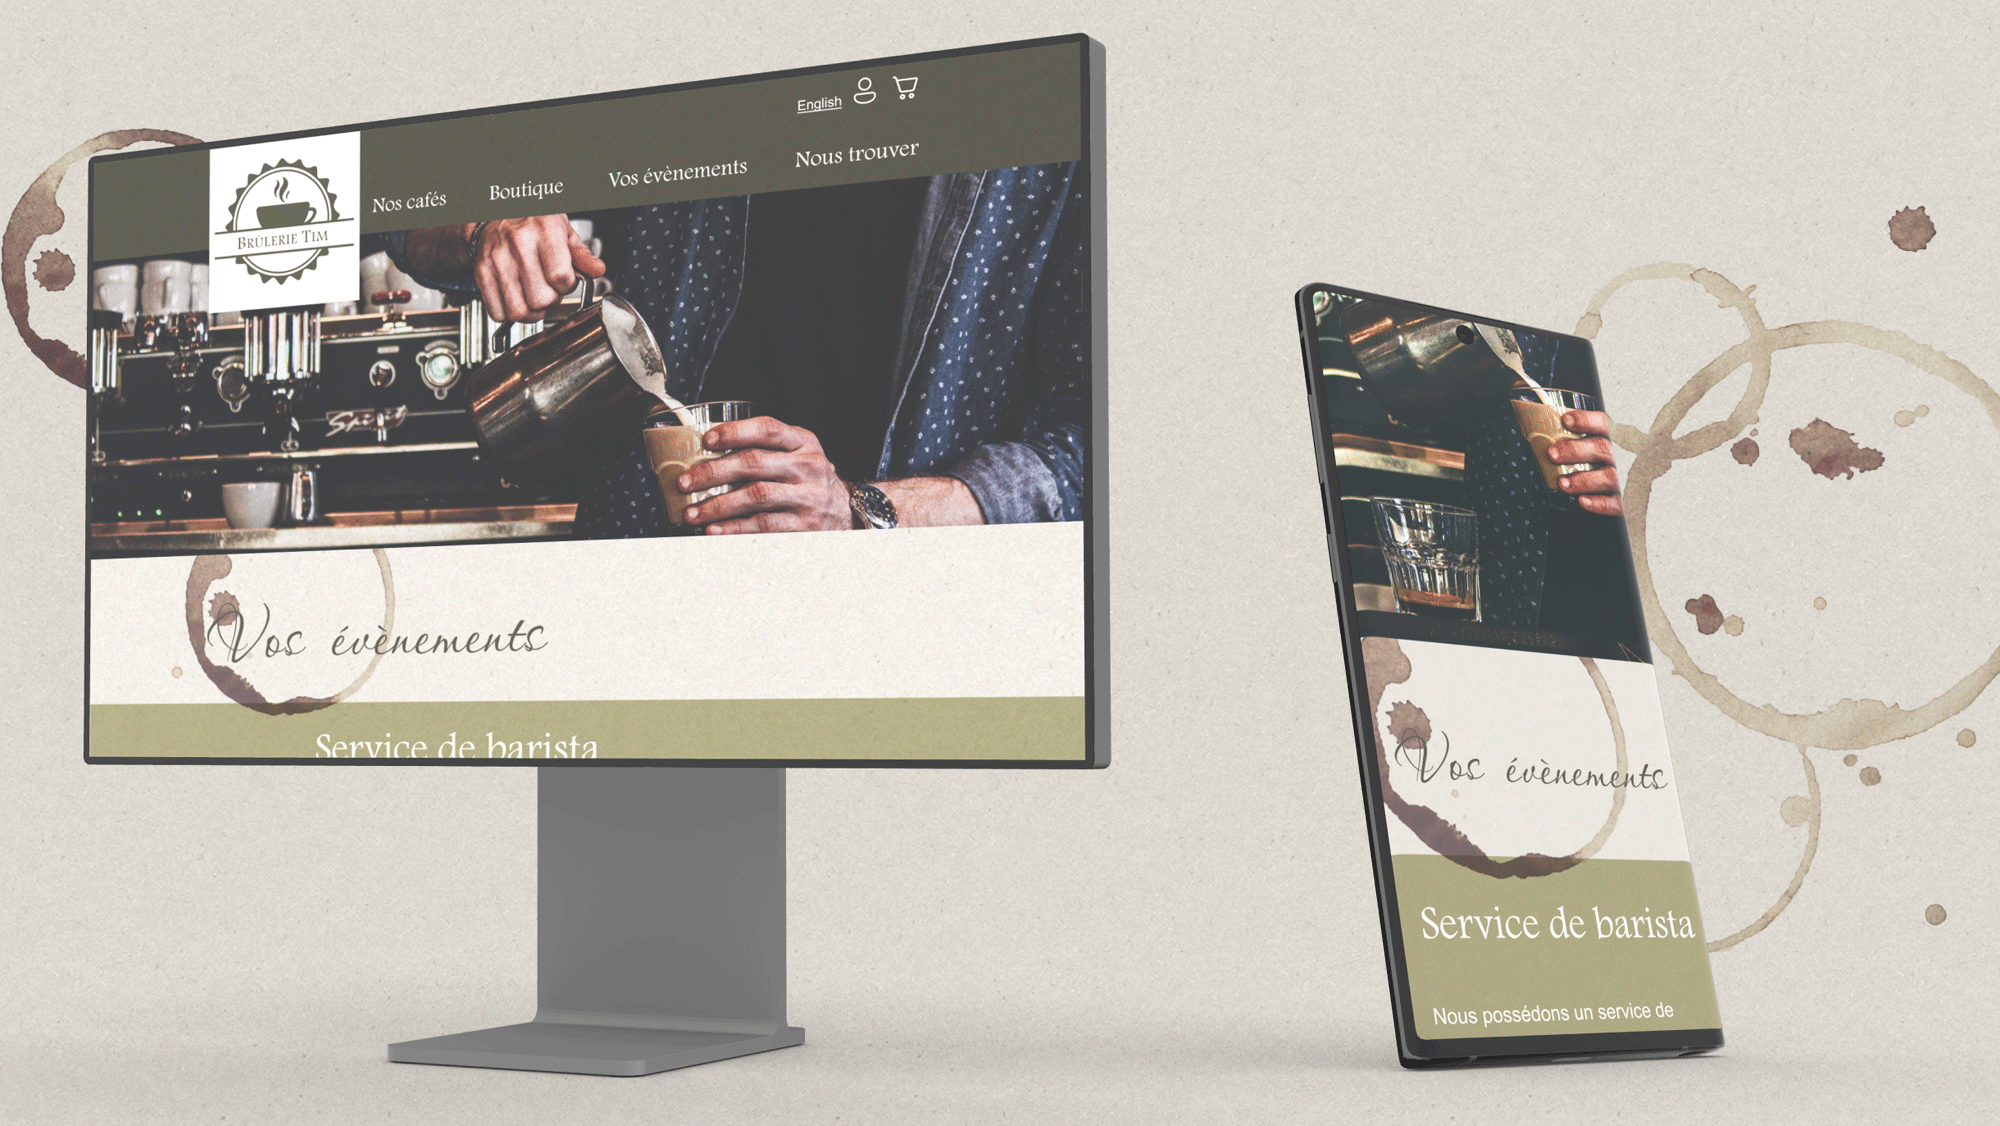 English
Nos cafés
Boutique
Vos évènements
Nous trouver
BRÛLERIE TIM
Spirit
Vos évènements
Service de barista
Vos évènements
Service de barista
Nous possédons un service de